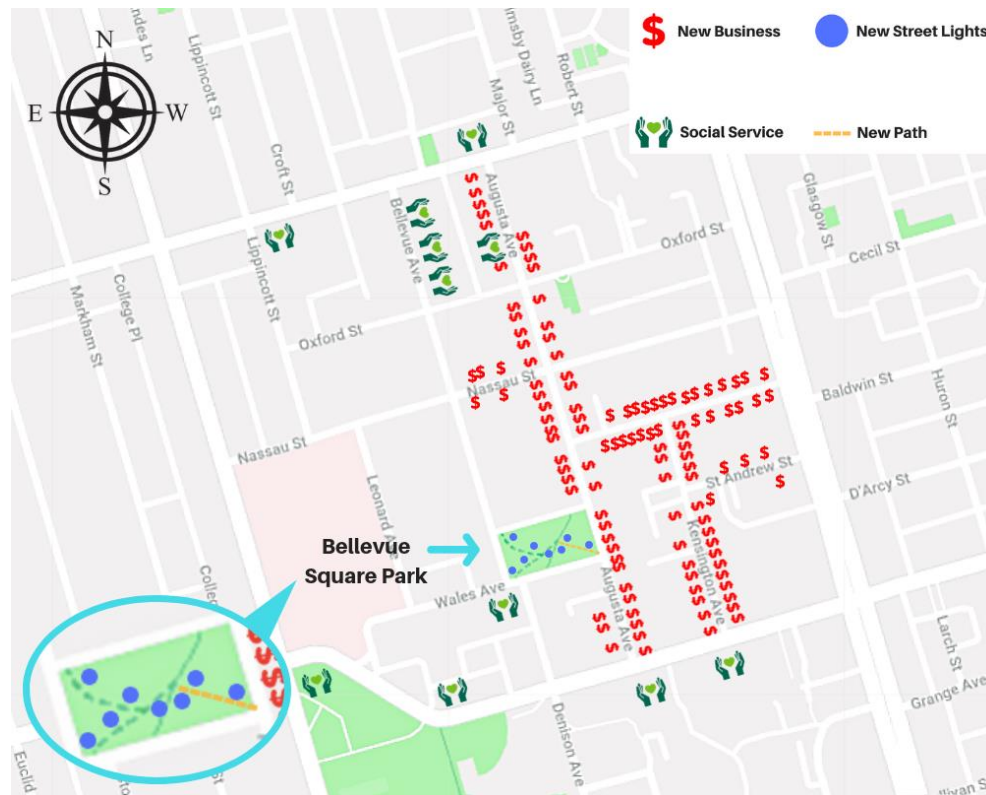 N
E
W
S
New Business
New Street Lights
Social Service
New Path
Lippincott St
Major St
Robert St
Croft St
Augusta Ave
Bellevue Ave
Glasgow St
Oxford St
Cecil St
Lippincott St
Markham St
College Pl
Oxford St
Nassau St
Baldwin St
Huron St
Nassau St
St Andrew St
D'Arcy St
Leonard Ave
Kensington Ave
Bellevue
Square Park
Wales Ave
Augusta Ave
Larch St
Grange Ave
Denison Ave
Euclid
St